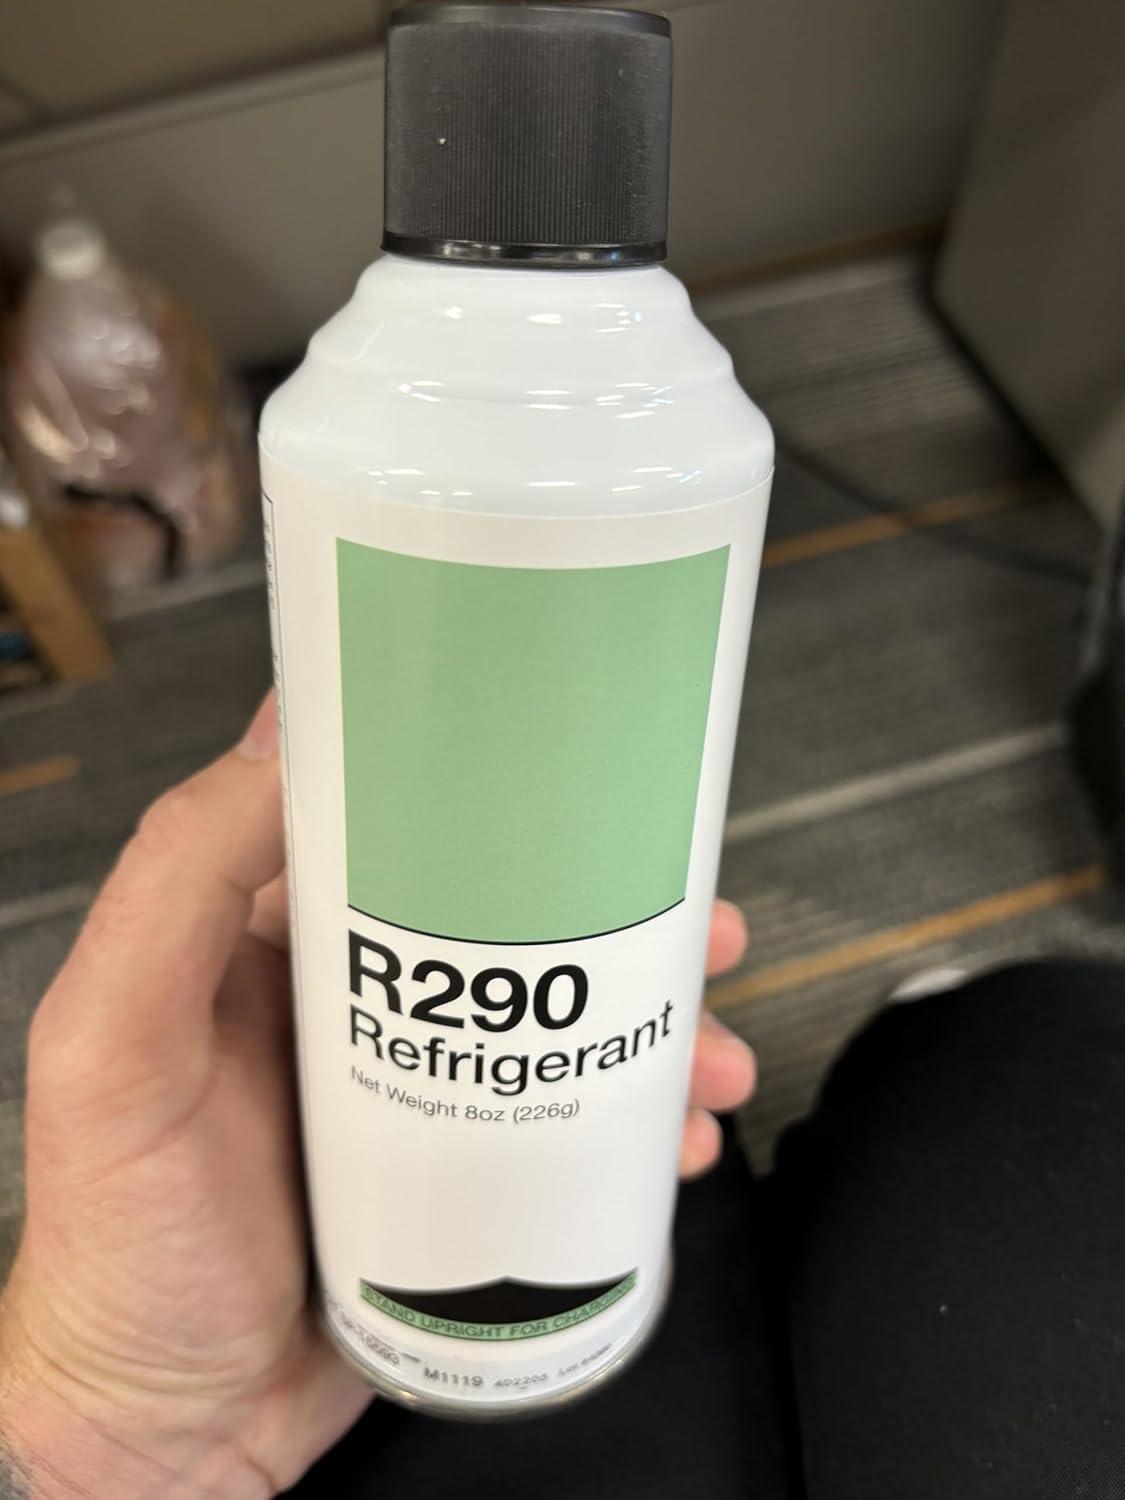 R290
Refrigerant
Net Weight 8oz (226g)
STAND UPRIGHT FOR CHARGING
M1119